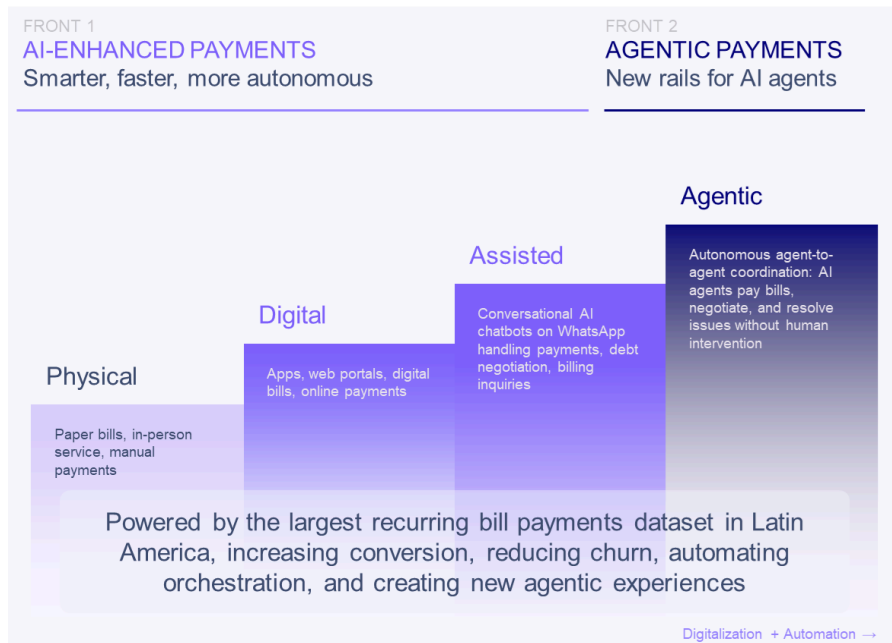 FRONT 1
AI-ENHANCED PAYMENTS
Smarter, faster, more autonomous
FRONT 2
AGENTIC PAYMENTS
New rails for AI agents
Physical
Paper bills, in-person
service, manual
payments
Digital
Apps, web portals, digital
bills, online payments
Assisted
Conversational AI
chatbots on WhatsApp
handling payments, debt
negotiation, billing
inquiries
Agentic
Autonomous agent-to-
agent coordination: AI
agents pay bills,
negotiate, and resolve
issues without human
intervention
Powered by the largest recurring bill payments dataset in Latin
America, increasing conversion, reducing churn, automating
orchestration, and creating new agentic experiences
Digitalization + Automation →